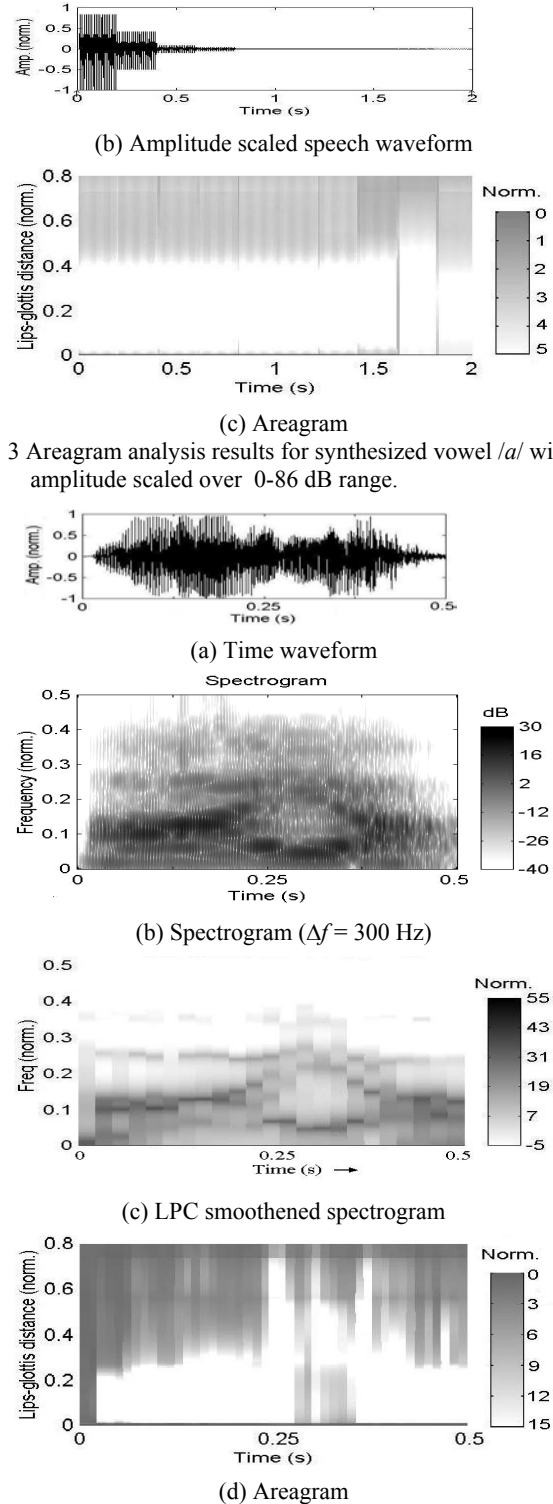 1
0.5
0
-0.5
-1
Amp. (norm.)
0 0.5 1 1.5 2
Time (s)
(b) Amplitude scaled speech waveform
0.8
0.6
0.4
0.2
0
Lips-glottis distance (norm.)
0 0.5 1 1.5 2
Time (s)
Norm.
0
1
2
3
4
5
(c) Areagram
3 Areagram analysis results for synthesized vowel /a/ wi
amplitude scaled over 0-86 dB range.
1
0.5
0
-0.5
-1
Amp. (norm.)
0 0.25 0.5
Time (s)
(a) Time waveform
Spectrogram
0.5
0.4
0.3
0.2
0.1
0
Frequency (norm.)
0 0.25 0.5
Time (s)
dB
30
16
2
-12
-26
-40
(b) Spectrogram (Δf = 300 Hz)
0.5
0.4
0.3
0.2
0.1
0
Freq (norm.)
0 0.25 0.5
Time (s) →
Norm.
55
43
31
19
7
-5
(c) LPC smoothened spectrogram
0.8
0.6
0.4
0.2
0
Lips-glottis distance (norm.)
0 0.25 0.5
Time (s)
Norm.
0
3
6
9
12
15
(d) Areagram